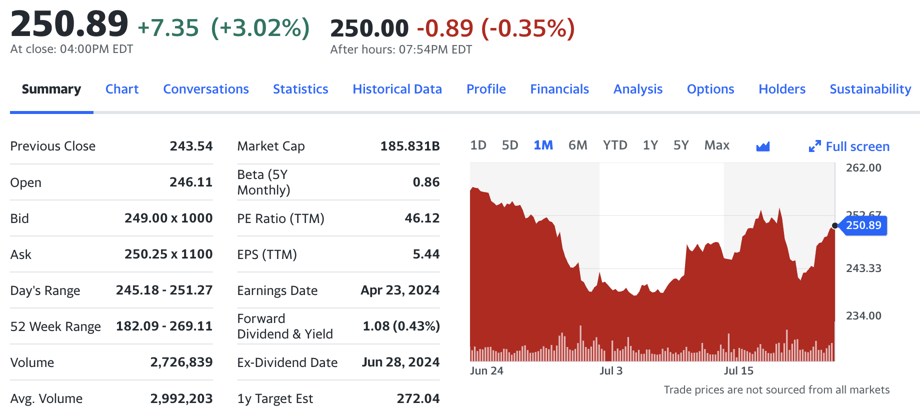 250.89 +7.35 (+3.02%) 250.00 -0.89 (-0.35%)
At close: 04:00PM EDT After hours: 07:54PM EDT
Summary Chart Conversations Statistics Historical Data Profile Financials Analysis Options Holders Sustainability
Previous Close 243.54
Open 246.11
Bid 249.00 x 1000
Ask 250.25 x 1100
Day's Range 245.18 - 251.27
52 Week Range 182.09 - 269.11
Volume 2,726,839
Avg. Volume 2,992,203
Market Cap 185.831B
Beta (5Y
Monthly) 0.86
PE Ratio (TTM) 46.12
EPS (TTM) 5.44
Earnings Date Apr 23, 2024
Forward
Dividend & Yield 1.08 (0.43%)
Ex-Dividend Date Jun 28, 2024
1y Target Est 272.04
1D 5D 1M 6M YTD 1Y 5Y Max Full screen
262.00
252.67
250.89
243.33
234.00
Jun 24 Jul 3 Jul 15
Trade prices are not sourced from all markets